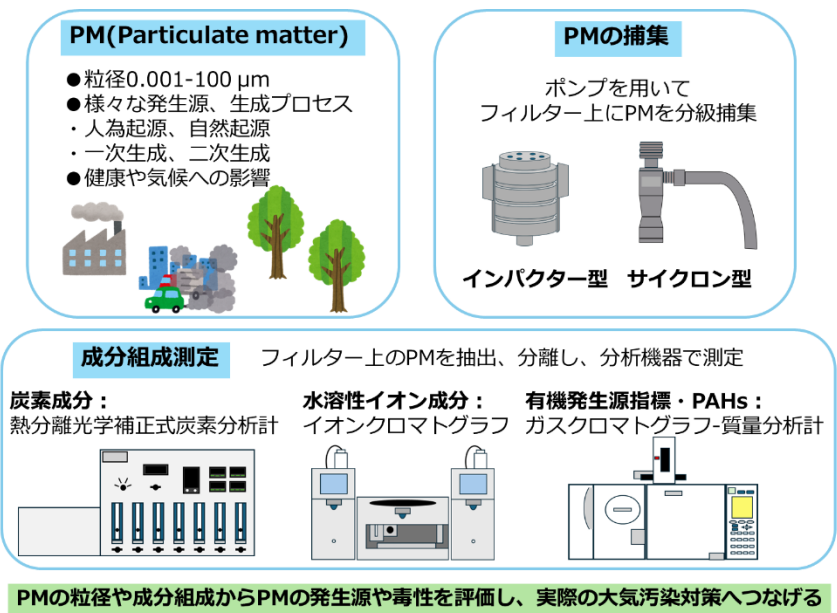 PM(Particulate matter)
●粒径0.001-100 μm
●様々な発生源、生成プロセス
・人為起源、自然起源
・一次生成、二次生成
●健康や気候への影響
PMの捕集
ポンプを用いて
フィルター上にPMを分級捕集
インパクター型 サイクロン型
成分組成測定 フィルター上のPMを抽出、分離し、分析機器で測定
炭素成分：
熱分離光学補正式炭素分析計
水溶性イオン成分：
イオンクロマトグラフ
有機発生源指標・PAHs：
ガスクロマトグラフ-質量分析計
PMの粒径や成分組成からPMの発生源や毒性を評価し、実際の大気汚染対策へつなげる